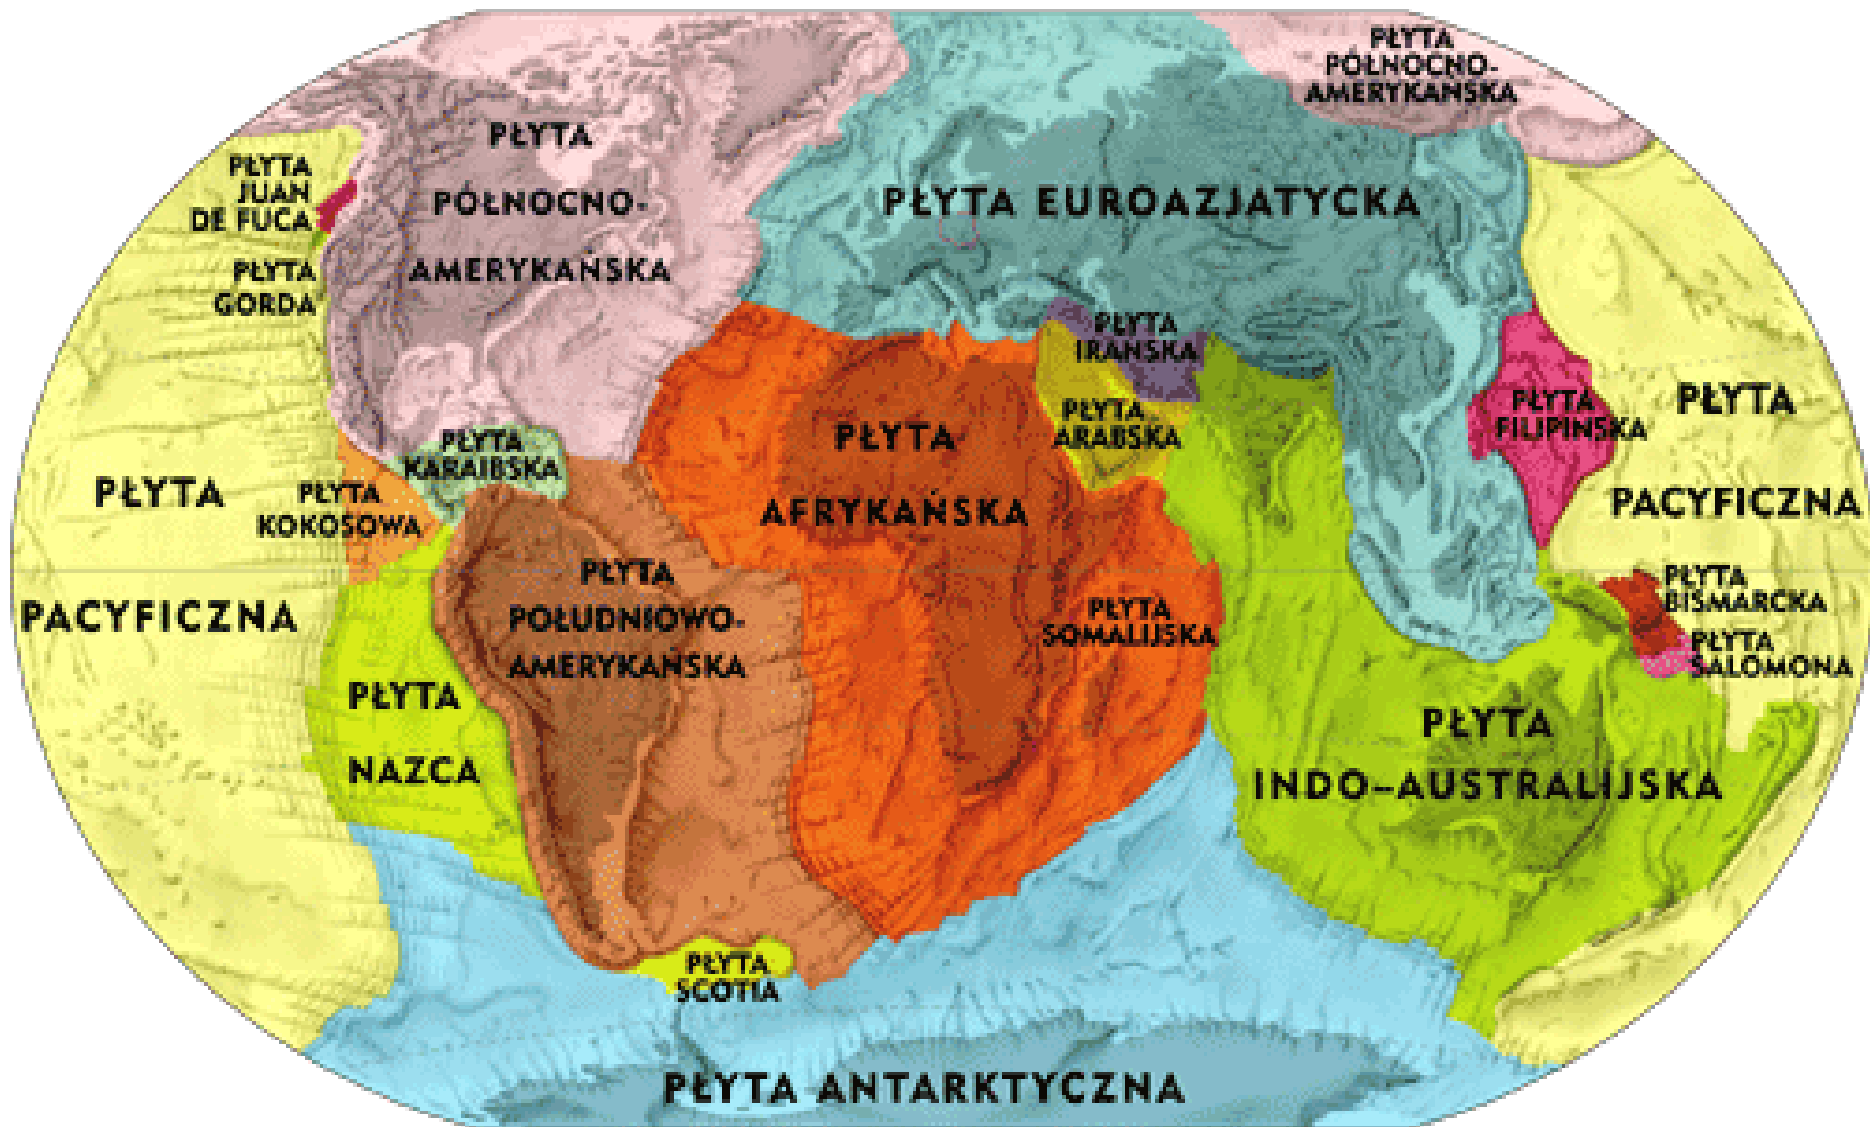 PŁYTA
PÓŁNOCNO-
AMERYKAŃSKA
PŁYTA
PÓŁNOCNO-
AMERYKAŃSKA
PŁYTA
JUAN
DE FUCA
PŁYTA
GORDA
PŁYTA EUROAZJATYCKA
PŁYTA
IRAŃSKA
PŁYTA
ARABSKA
PŁYTA
FILIPIŃSKA
PŁYTA
PACYFICZNA
PŁYTA
KARAIBSKA
PŁYTA
AFRYKAŃSKA
PŁYTA
PACYFICZNA
PŁYTA
KOKOSOWA
PŁYTA
POŁUDNIOWO-
AMERYKAŃSKA
PŁYTA
SOMALIJSKA
PŁYTA
BISMARCKA
PŁYTA
SALOMONA
PŁYTA
NAZCA
PŁYTA
INDO-AUSTRALIJSKA
PŁYTA
SCOTIA
PŁYTA ANTARKTYCZNA